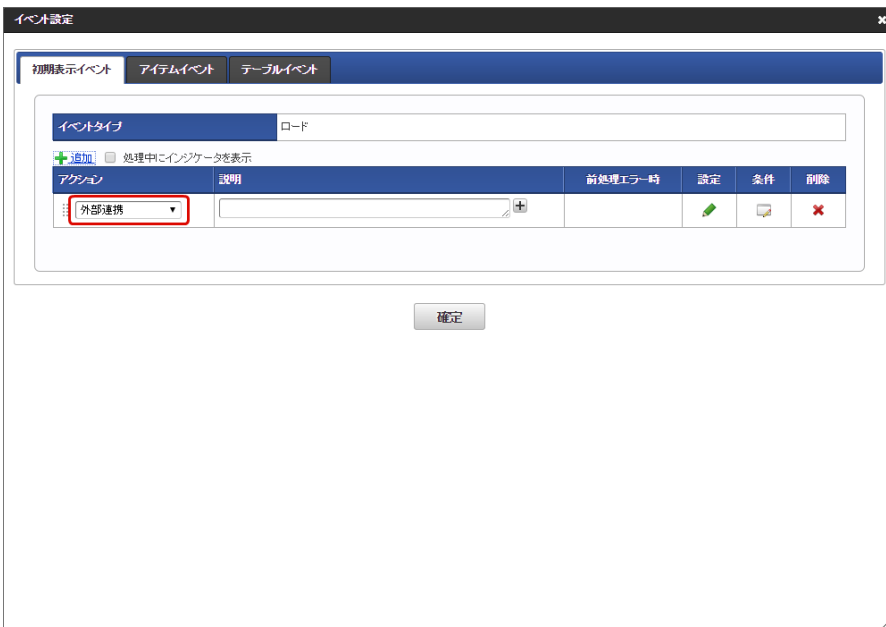 イベント設定
初期表示イベント アイテムイベント テーブルイベント
イベントタイプ ロード
追加 処理中にインジケータを表示
アクション 説明 前処理エラー時 設定 条件 削除
外部連携
確定